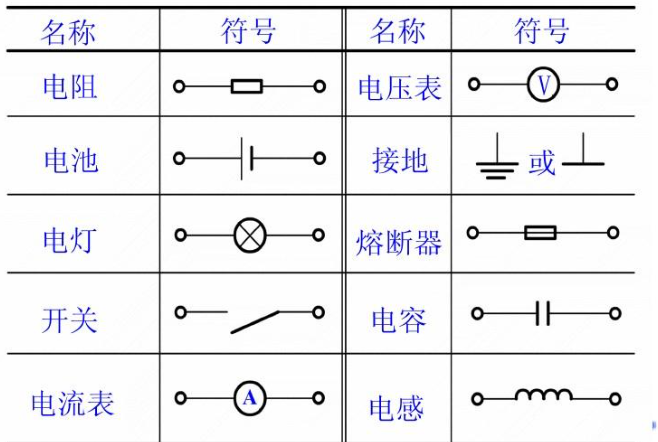 名称 符号 名称 符号
电阻 电压表 V
电池 接地 或
电灯 熔断器
开关 电容
电流表 A 电感